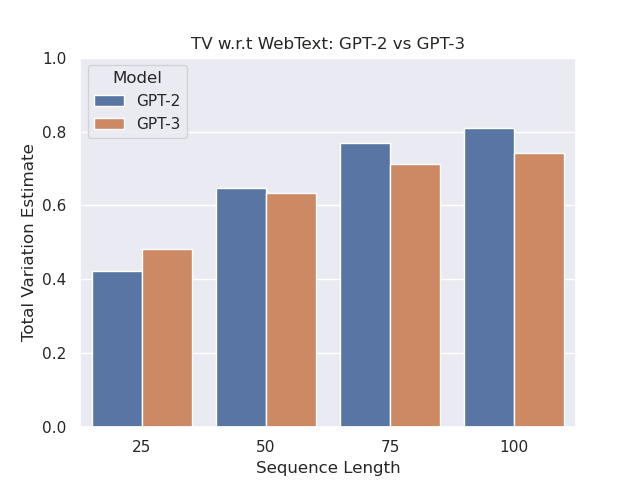 TV w.r.t WebText: GPT-2 vs GPT-3
Model
GPT-2
GPT-3
Total Variation Estimate
1.0
0.8
0.6
0.4
0.2
0.0
25 50 75 100
Sequence Length